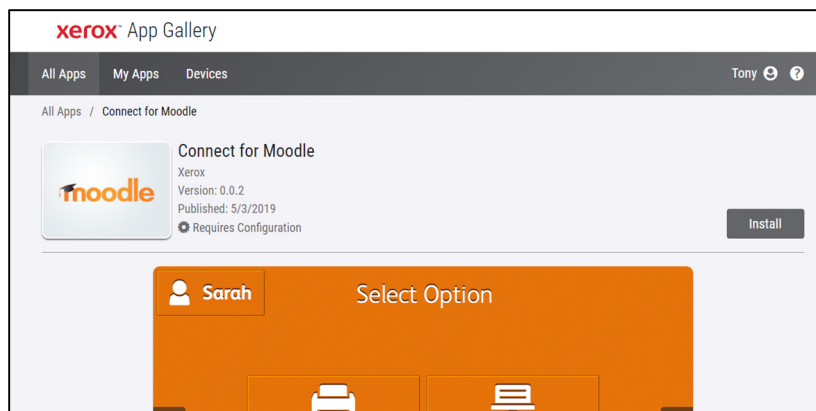 xerox™ App Gallery
All Apps My Apps Devices Tony ?
All Apps / Connect for Moodle
moodle
Connect for Moodle
Xerox
Version: 0.0.2
Published: 5/3/2019
Requires Configuration
Install
Sarah Select Option